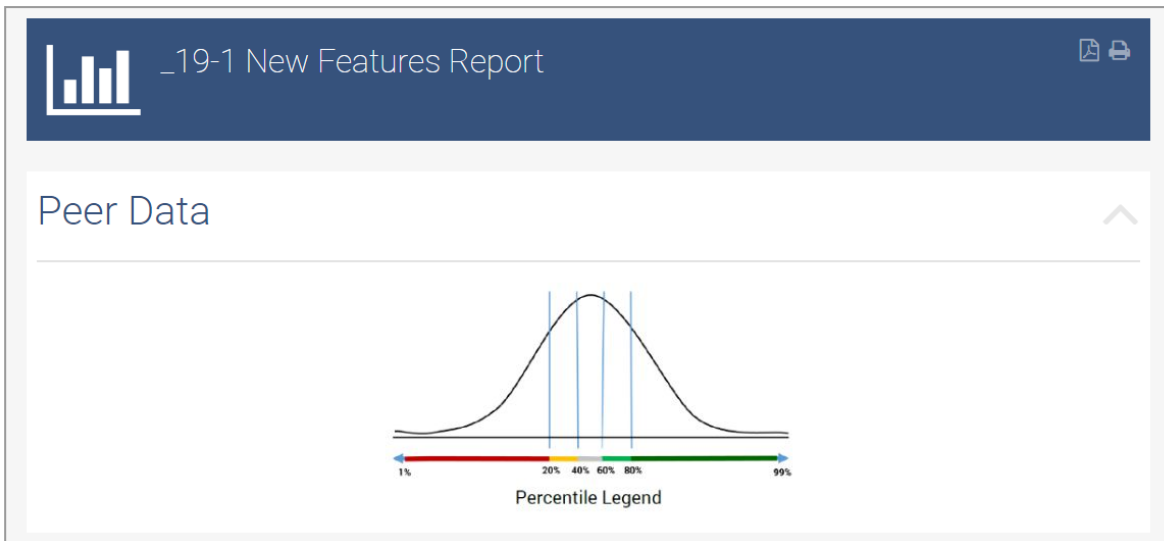 _19-1 New Features Report
Peer Data
1% 20% 40% 60% 80% 99%
Percentile Legend